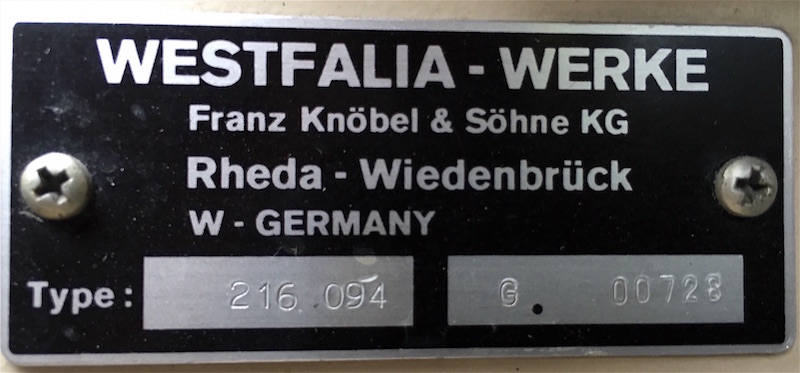 WESTFALIA - WERKE
Franz Knöbel & Söhne KG
Rheda - Wiedenbrück
W - GERMANY
Type: 216 094 G. 00728